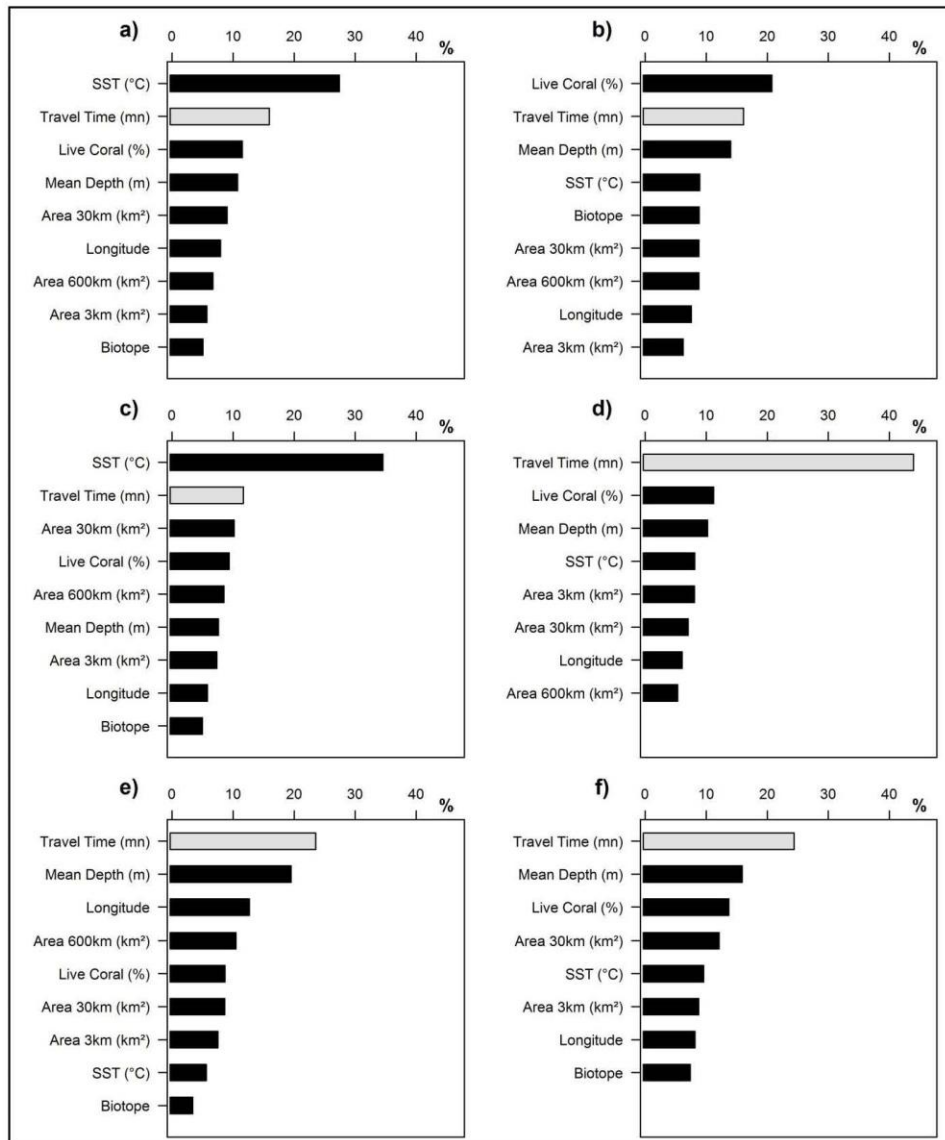 a)
0 10 20 30 40
%
SST (°C)
Travel Time (mn)
Live Coral (%)
Mean Depth (m)
Area 30km (km²)
Longitude
Area 600km (km²)
Area 3km (km²)
Biotope
b)
0 10 20 30 40
%
Live Coral (%)
Travel Time (mn)
Mean Depth (m)
SST (°C)
Biotope
Area 30km (km²)
Area 600km (km²)
Longitude
Area 3km (km²)
c)
0 10 20 30 40
%
SST (°C)
Travel Time (mn)
Area 30km (km²)
Live Coral (%)
Area 600km (km²)
Mean Depth (m)
Area 3km (km²)
Longitude
Biotope
d)
0 10 20 30 40
%
Travel Time (mn)
Live Coral (%)
Mean Depth (m)
SST (°C)
Area 3km (km²)
Area 30km (km²)
Longitude
Area 600km (km²)
e)
0 10 20 30 40
%
Travel Time (mn)
Mean Depth (m)
Longitude
Area 600km (km²)
Live Coral (%)
Area 30km (km²)
Area 3km (km²)
SST (°C)
Biotope
f)
0 10 20 30 40
%
Travel Time (mn)
Mean Depth (m)
Live Coral (%)
Area 30km (km²)
SST (°C)
Area 3km (km²)
Longitude
Biotope